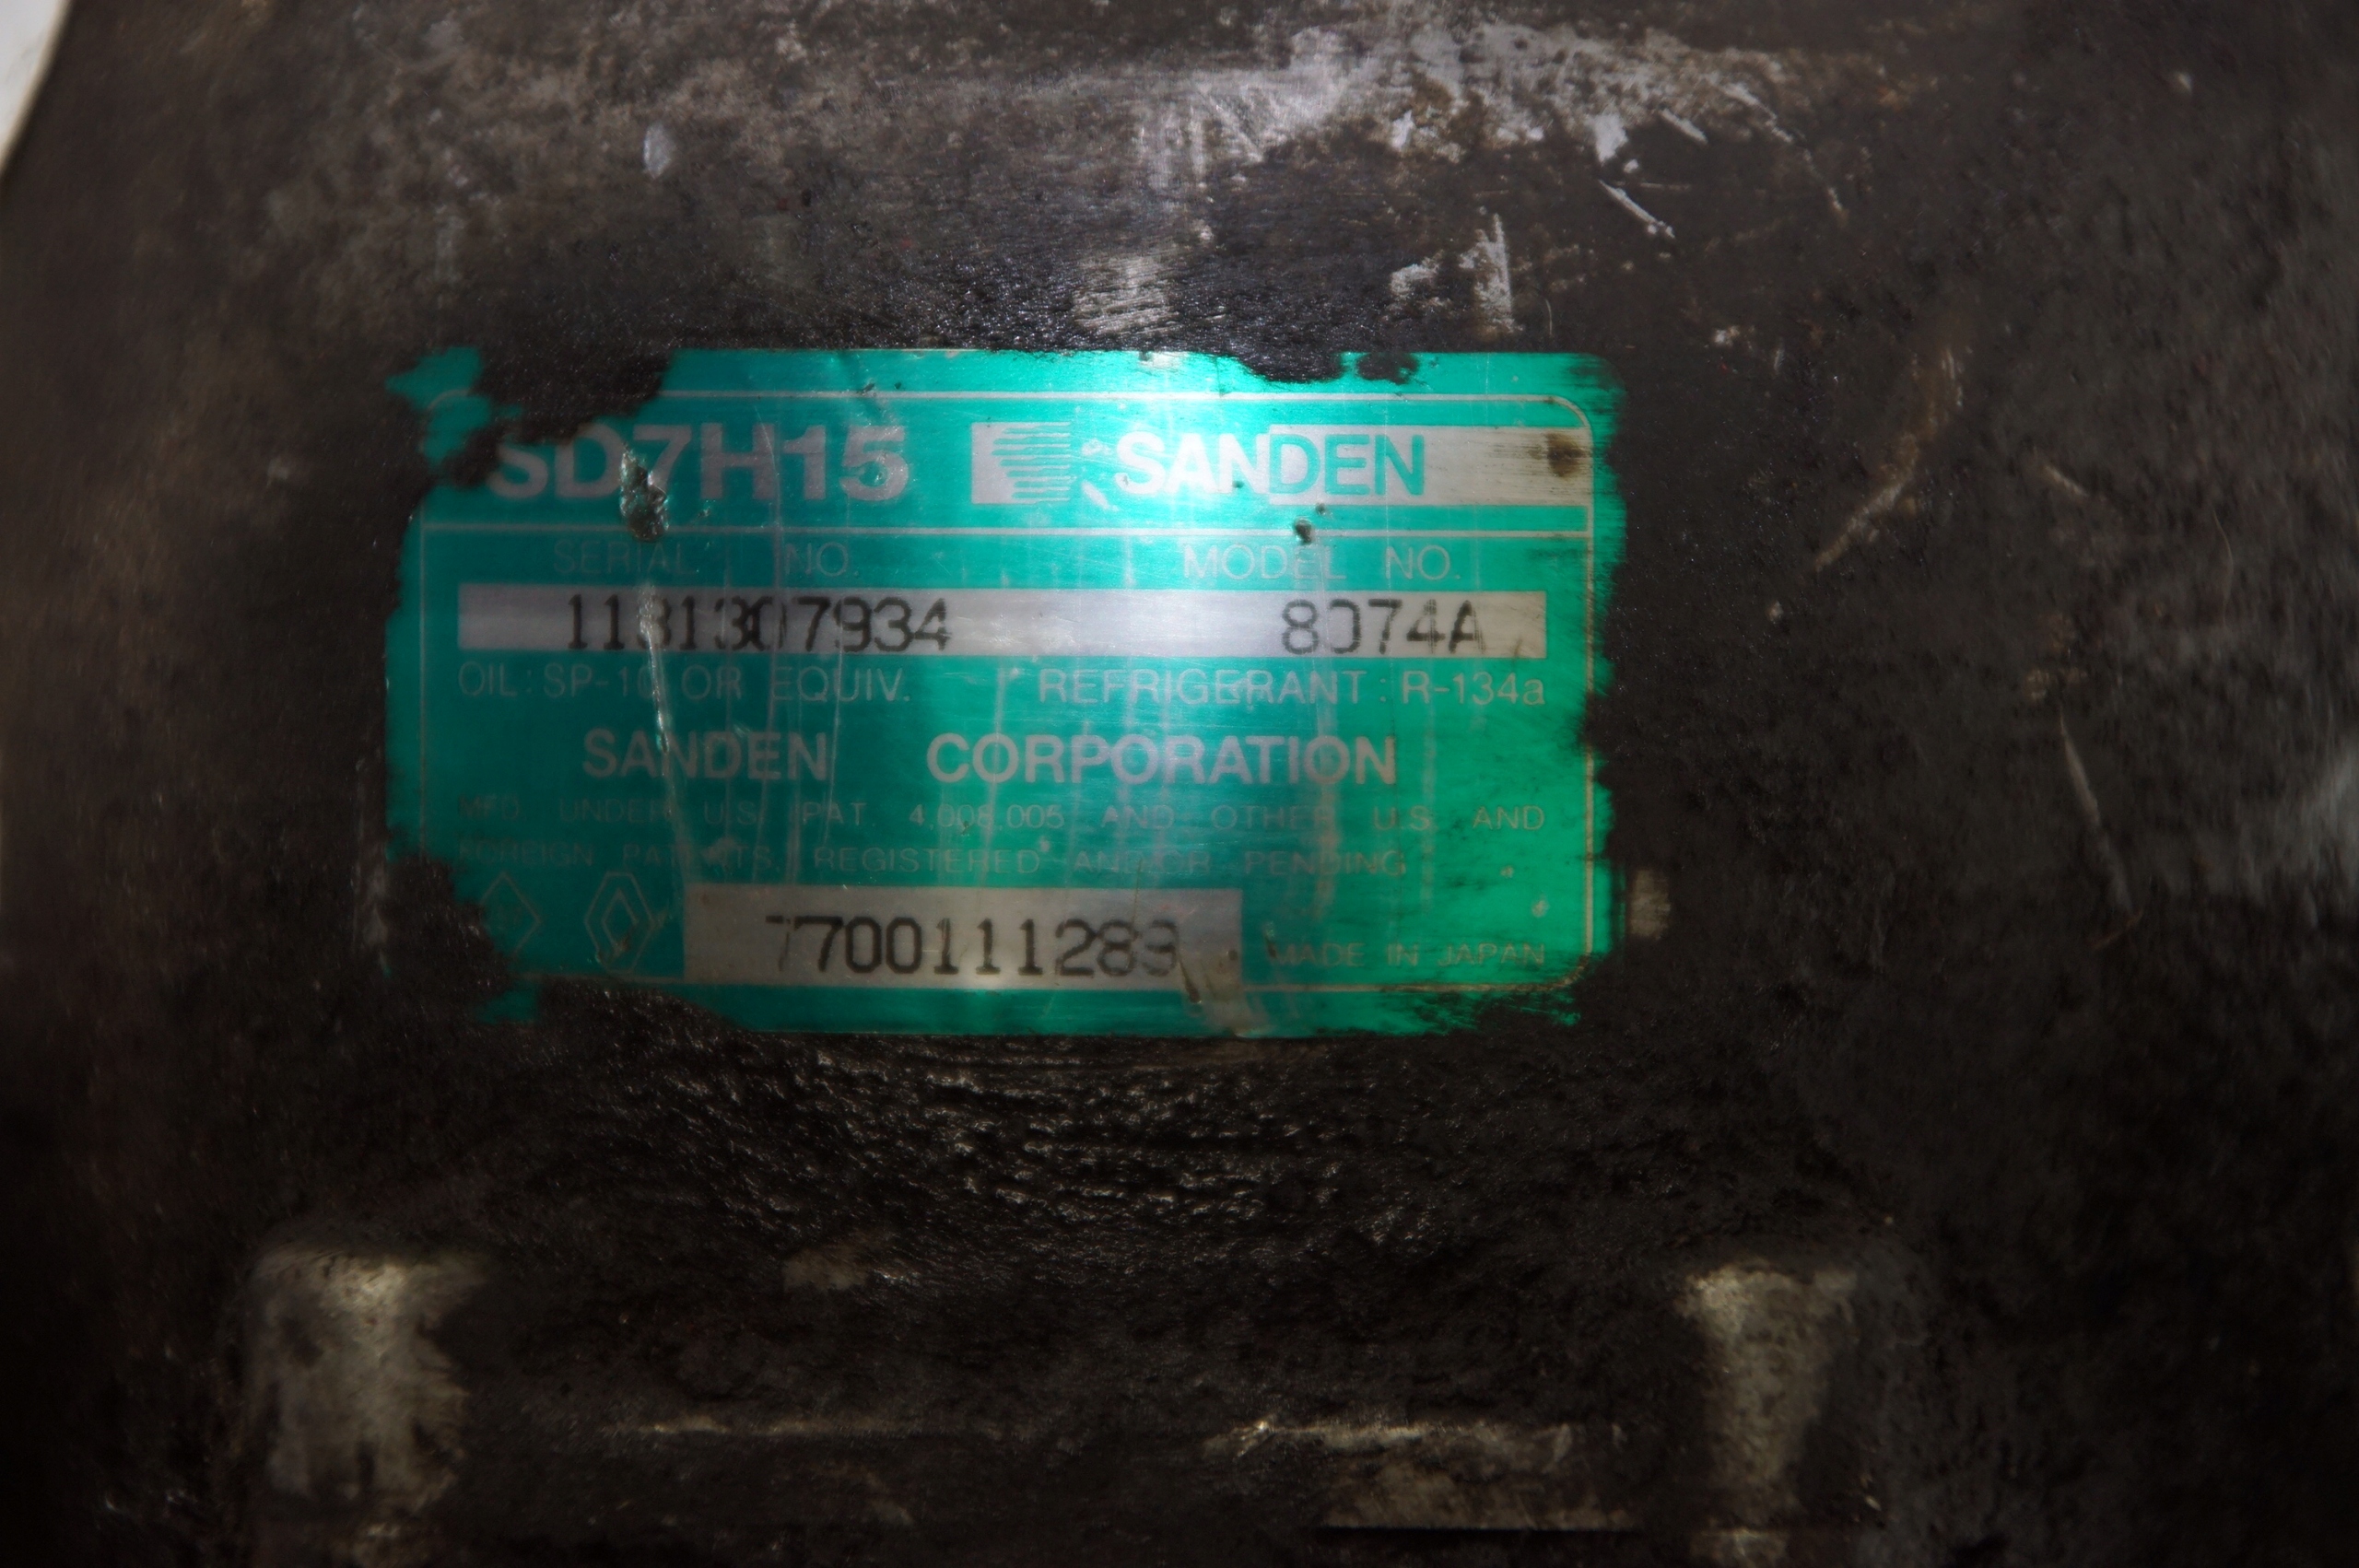 SD7H15 SANDEN
SERIAL NO. MODEL NO.
1131307934 8074A
OIL: SP-10 OR EQUIV. REFRIGERANT: R-134a
SANDEN CORPORATION
MFD. UNDER U.S. PAT. 4,008,005 AND OTHER U.S. AND
FOREIGN PATENTS, REGISTERED AND/OR PENDING
7700111289 MADE IN JAPAN